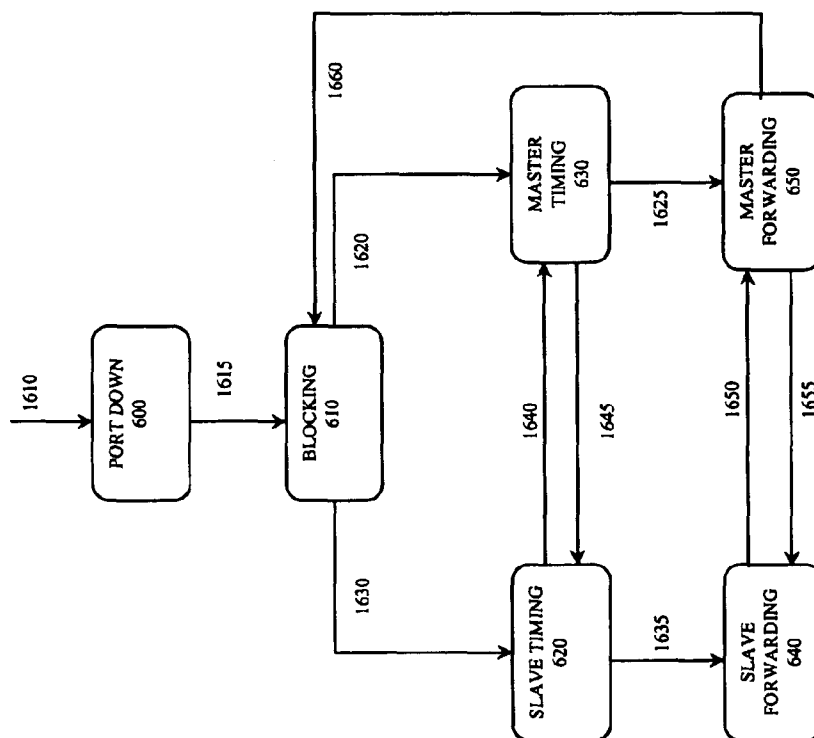 1610
PORT DOWN
600
1615
1660
BLOCKING
610
1620
1630
MASTER
TIMING
630
1640
1645
SLAVE TIMING
620
1625
1635
MASTER
FORWARDING
650
1650
1655
SLAVE
FORWARDING
640